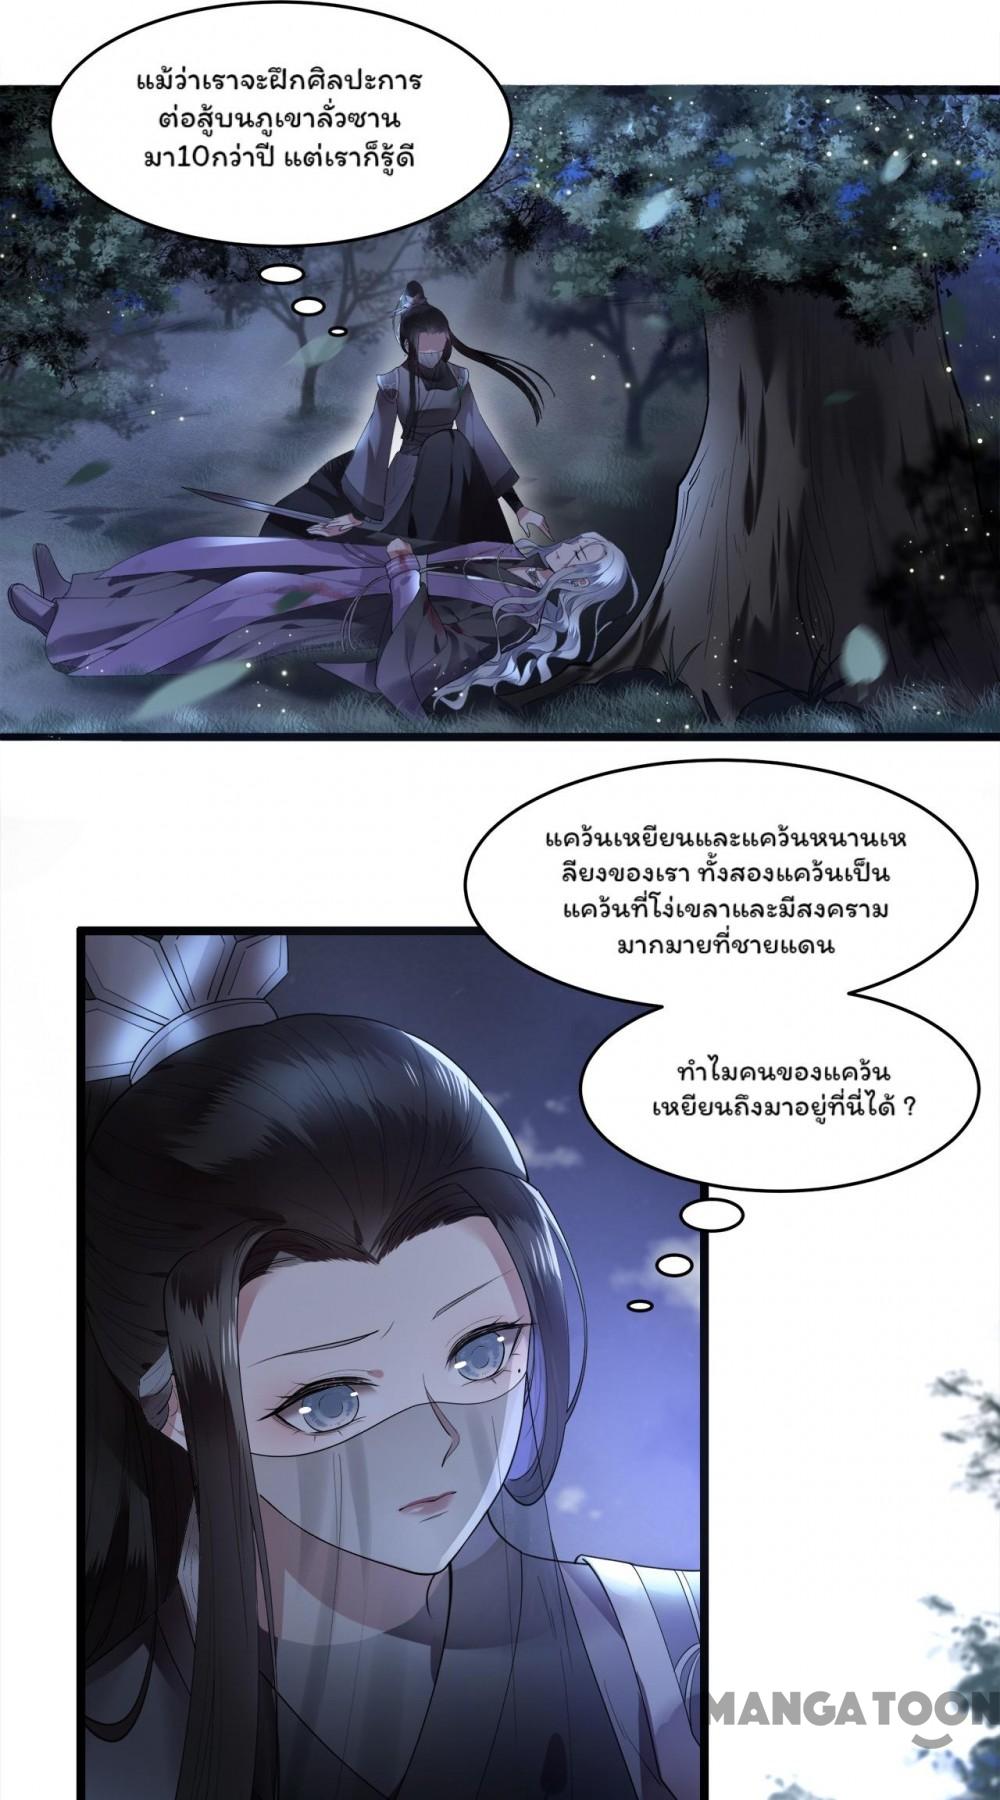 แม้ว่าเราจะฝึกศิลปะการ
ต่อสู้บนภูเขาลั่วซาน
มา10กว่าปี แต่เราก็รู้ดี
แคว้นเหยียนและแคว้นหนานเห
ลียงของเรา ทั้งสองแคว้นเป็น
แคว้นที่โง่เขลาและมีสงคราม
มากมายที่ชายแดน
ทำไมคนของแคว้น
เหยียนถึงมาอยู่ที่นี่ได้ ?
MANGATOON